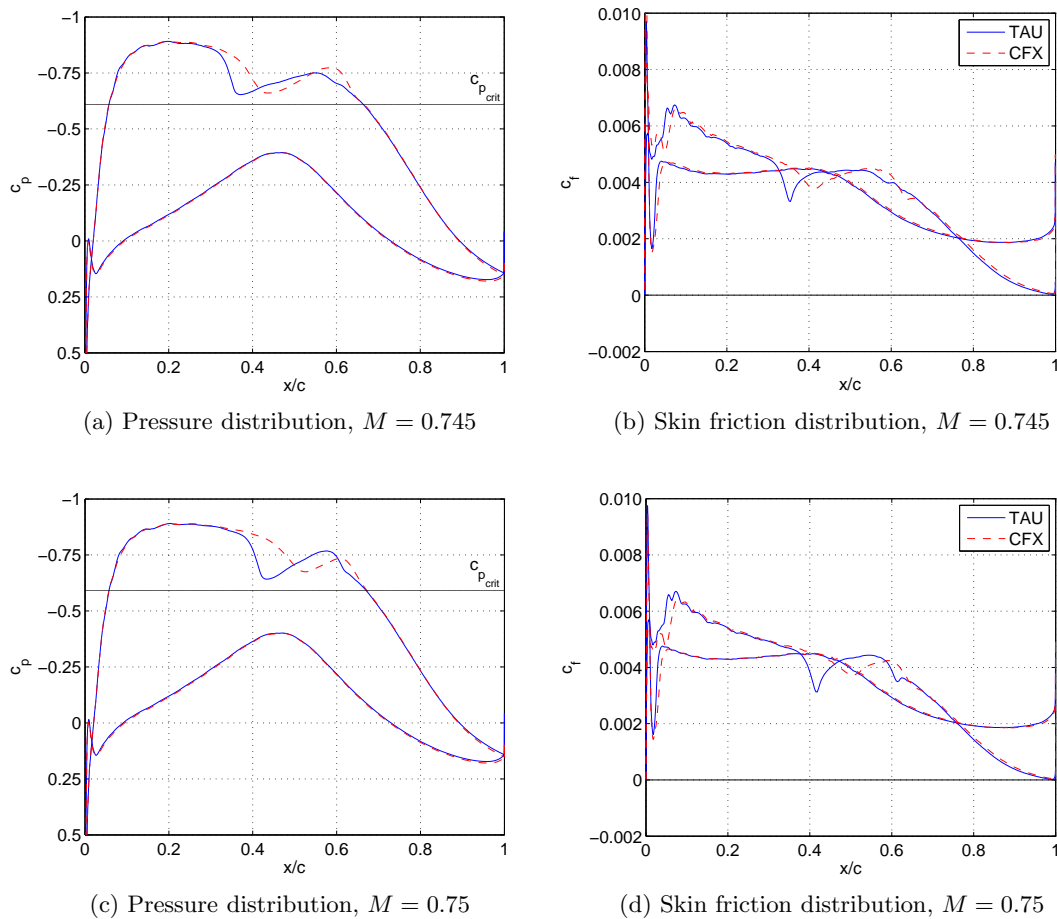 −1
−0.75
−0.5
−0.25
0
0.25
0.5
c_p
c_{p_{crit}}
0 0.2 0.4 0.6 0.8 1
x/c
(a) Pressure distribution, M = 0.745
0.010
0.008
0.006
0.004
0.002
0
−0.002
c_f
TAU
CFX
0 0.2 0.4 0.6 0.8 1
x/c
(b) Skin friction distribution, M = 0.745
−1
−0.75
−0.5
−0.25
0
0.25
0.5
c_p
c_{p_{crit}}
0 0.2 0.4 0.6 0.8 1
x/c
(c) Pressure distribution, M = 0.75
0.010
0.008
0.006
0.004
0.002
0
−0.002
c_f
TAU
CFX
0 0.2 0.4 0.6 0.8 1
x/c
(d) Skin friction distribution, M = 0.75